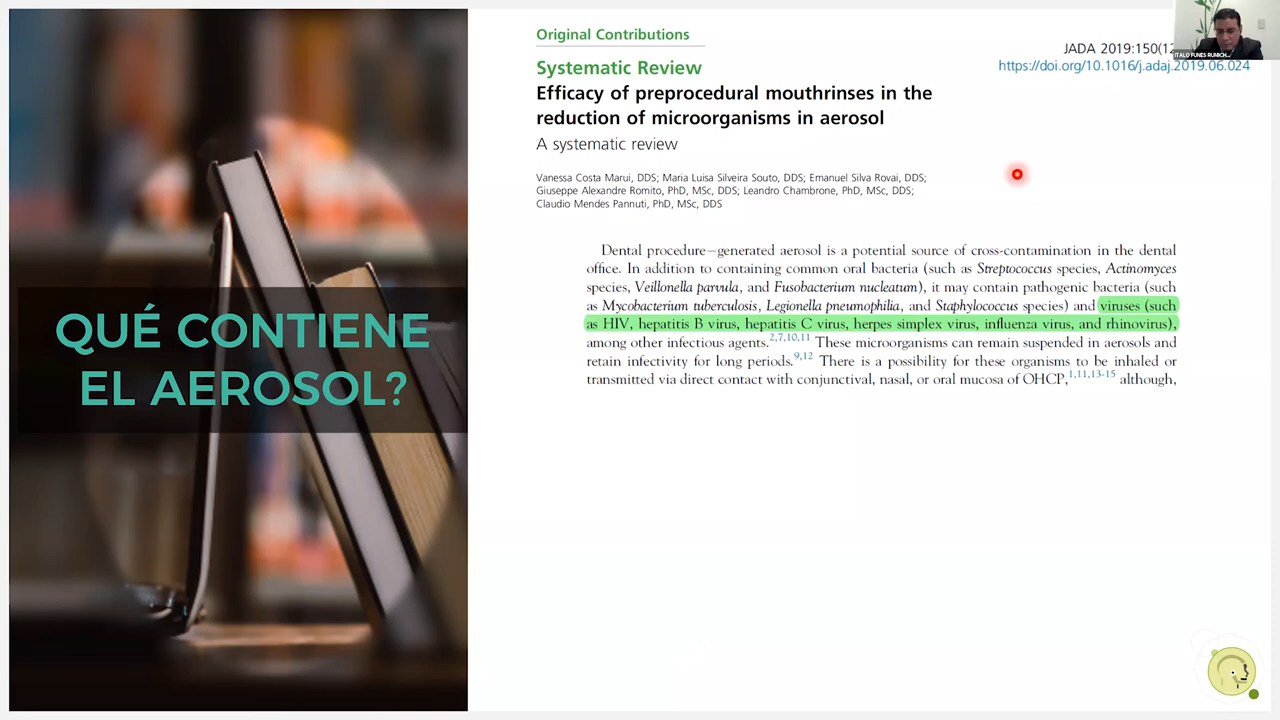 QUÉ CONTIENE
EL AEROSOL?
Original Contributions
JADA 2019:150(12
https://doi.org/10.1016/j.adaj.2019.06.024
Systematic Review
Efficacy of preprocedural mouthrinses in the
reduction of microorganisms in aerosol
A systematic review
Vanessa Costa Marui, DDS; Maria Luisa Silveira Souto, DDS; Emanuel Silva Rovai, DDS;
Giuseppe Alexandre Romito, PhD, MSc, DDS; Leandro Chambrone, PhD, MSc, DDS;
Claudio Mendes Pannuti, PhD, MSc, DDS
Dental procedure–generated aerosol is a potential source of cross-contamination in the dental
office. In addition to containing common oral bacteria (such as Streptococcus species, Actinomyces
species, Veillonella parvula, and Fusobacterium nucleatum), it may contain pathogenic bacteria (such
as Mycobacterium tuberculosis, Legionella pneumophilia, and Staphylococcus species) and viruses (such
as HIV, hepatitis B virus, hepatitis C virus, herpes simplex virus, influenza virus, and rhinovirus),
among other infectious agents.2,7,10,11 These microorganisms can remain suspended in aerosols and
retain infectivity for long periods.9,12 There is a possibility for these organisms to be inhaled or
transmitted via direct contact with conjunctival, nasal, or oral mucosa of OHCP,1,11,13-15 although,
ITALO FUNES RUMICH...